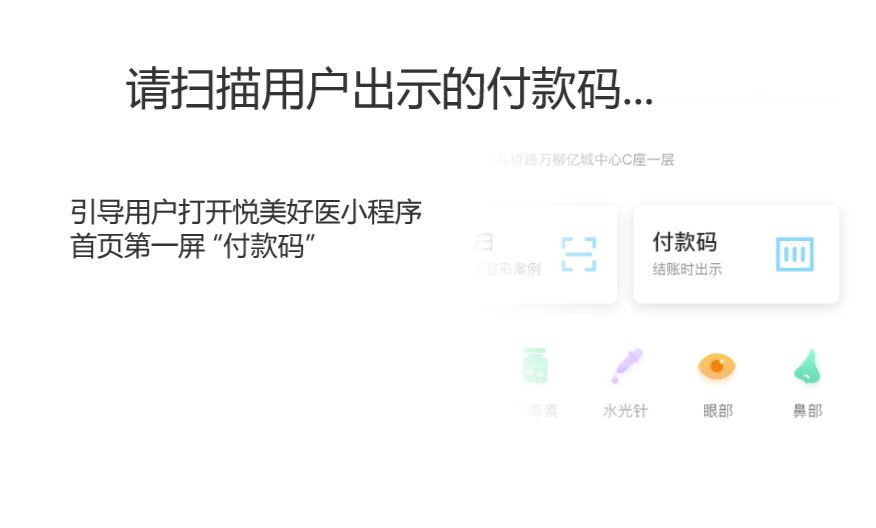 请扫描用户出示的付款码...
春桥路万柳亿城中心C座一层
引导用户打开悦美好医小程序
首页第一屏 “付款码”
扫
付款码
整形案例
结账时出示
毒素
水光针
眼部
鼻部